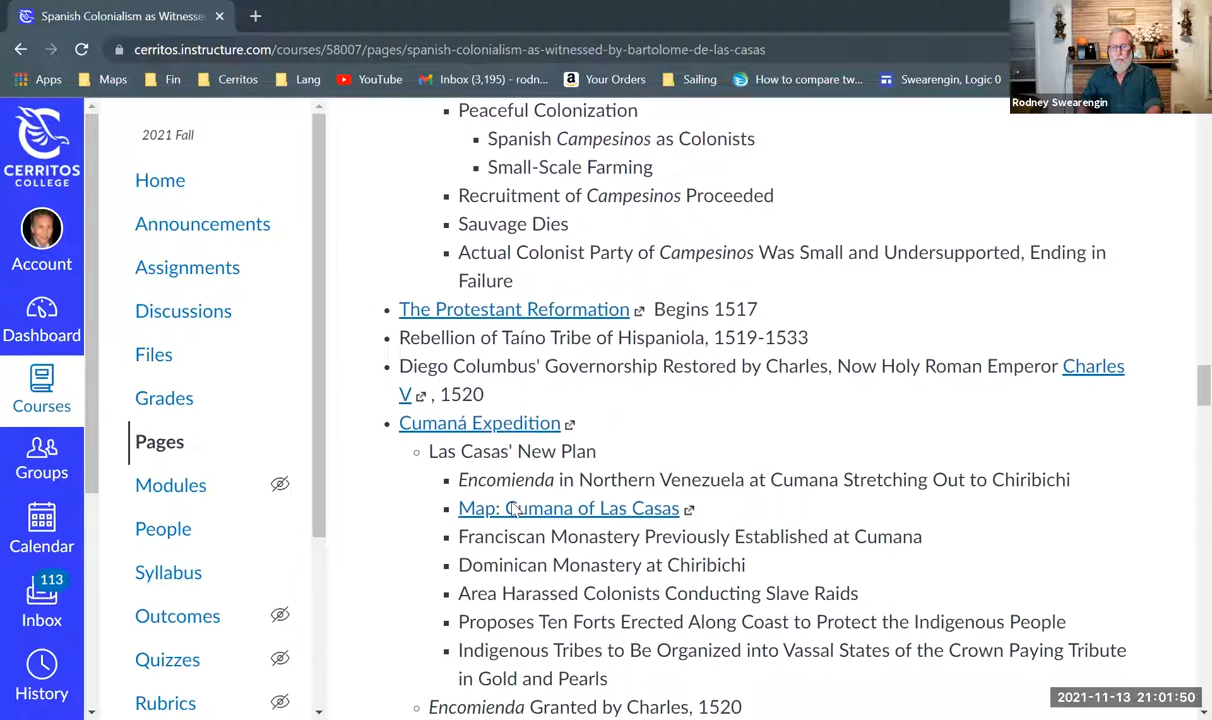 Spanish Colonialism as Witnesse
cerritos.instructure.com/courses/58007/pages/spanish-colonialism-as-witnessed-by-bartolome-de-las-casas
Apps Maps Fin Cerritos Lang YouTube Inbox (3,195) - rodn... Your Orders Sailing How to compare tw... Swearengin, Logic 0
Rodney Swearengin
CERRITOS
COLLEGE
Account
Dashboard
Courses
Groups
Calendar
113
Inbox
History
2021 Fall
Home
Announcements
Assignments
Discussions
Files
Grades
Pages
Modules
People
Syllabus
Outcomes
Quizzes
Rubrics
Peaceful Colonization
Spanish Campesinos as Colonists
Small-Scale Farming
Recruitment of Campesinos Proceeded
Sauvage Dies
Actual Colonist Party of Campesinos Was Small and Undersupported, Ending in
Failure
The Protestant Reformation Begins 1517
Rebellion of Taíno Tribe of Hispaniola, 1519-1533
Diego Columbus' Governorship Restored by Charles, Now Holy Roman Emperor Charles
V , 1520
Cumaná Expedition
Las Casas' New Plan
Encomienda in Northern Venezuela at Cumana Stretching Out to Chiribichi
Map: Cumana of Las Casas
Franciscan Monastery Previously Established at Cumana
Dominican Monastery at Chiribichi
Area Harassed Colonists Conducting Slave Raids
Proposes Ten Forts Erected Along Coast to Protect the Indigenous People
Indigenous Tribes to Be Organized into Vassal States of the Crown Paying Tribute
in Gold and Pearls
Encomienda Granted by Charles, 1520
2021-11-13 21:01:50